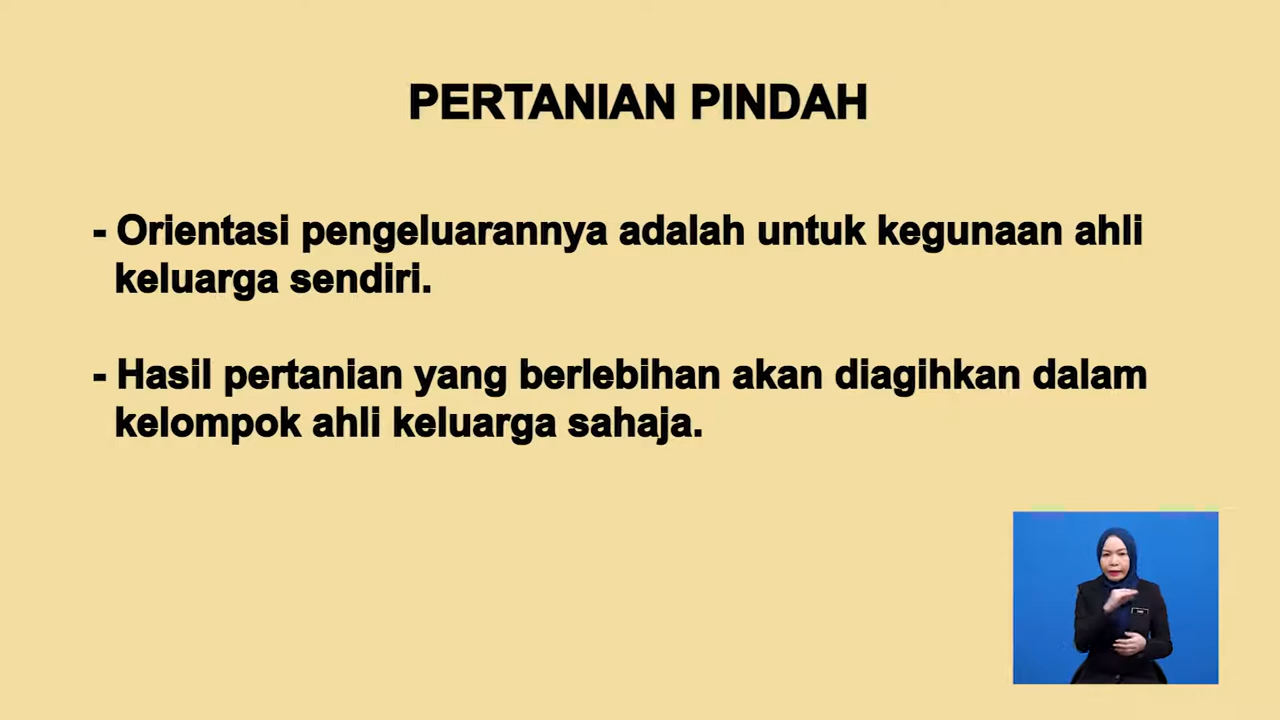 PERTANIAN PINDAH
- Orientasi pengeluarannya adalah untuk kegunaan ahli
keluarga sendiri.
- Hasil pertanian yang berlebihan akan diagihkan dalam
kelompok ahli keluarga sahaja.